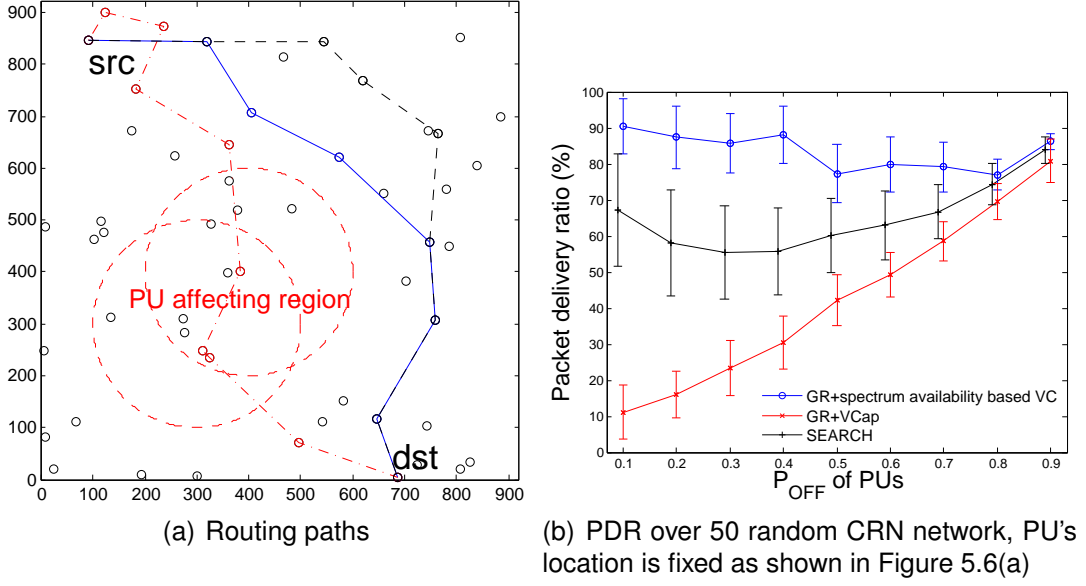 900
800
700
600
500
400
300
200
100
0
0 100 200 300 400 500 600 700 800 900
src
PU affecting region
dst
(a) Routing paths
Packet delivery ratio (%)
100
90
80
70
60
50
40
30
20
10
0
0.1 0.2 0.3 0.4 0.5 0.6 0.7 0.8 0.9
GR+spectrum availability based VC
GR+VCap
SEARCH
P_OFF of PUs
(b) PDR over 50 random CRN network, PU's
location is fixed as shown in Figure 5.6(a)